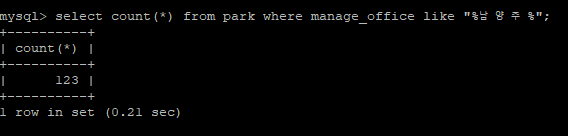 mysql> select count(*) from park where manage_office like "%남양주%";
+----------+
| count(*) |
+----------+
|      123 |
+----------+
1 row in set (0.21 sec)